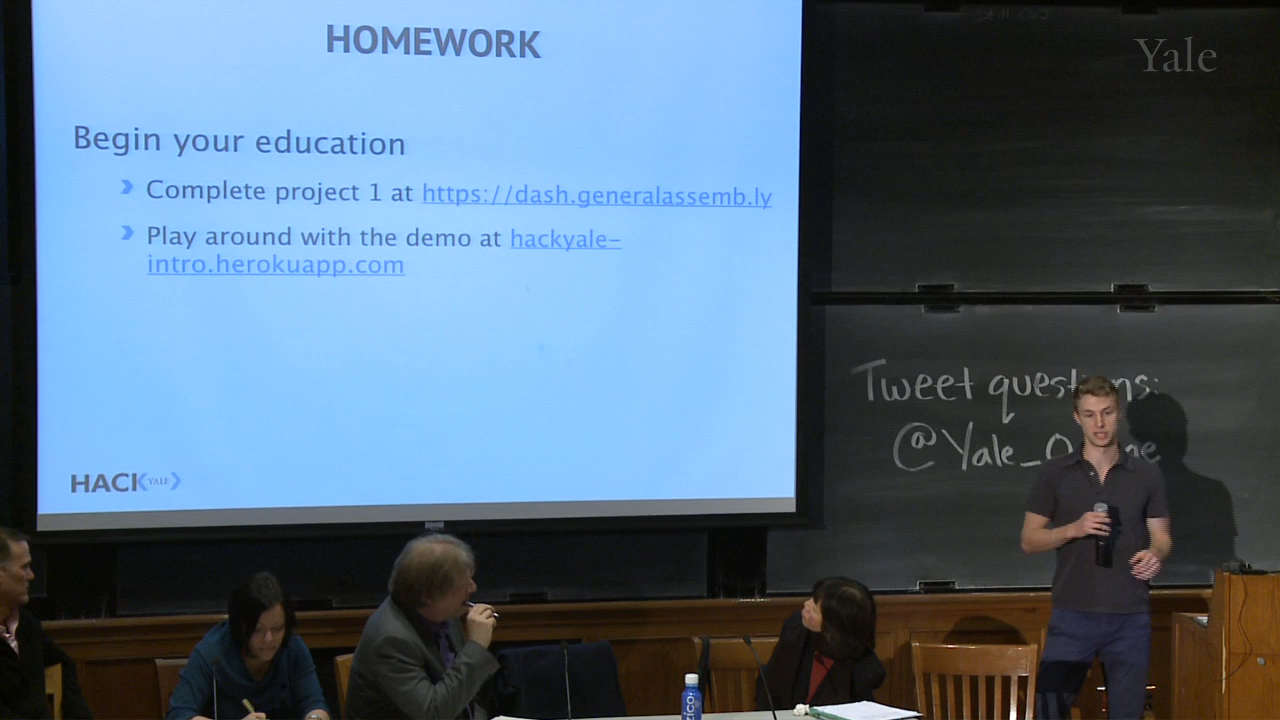 HOMEWORK
Begin your education
Complete project 1 at https://dash.generalassemb.ly
Play around with the demo at hackyale-
intro.herokuapp.com
HACK YALE
Yale
Tweet questions:
@Yale_
zico